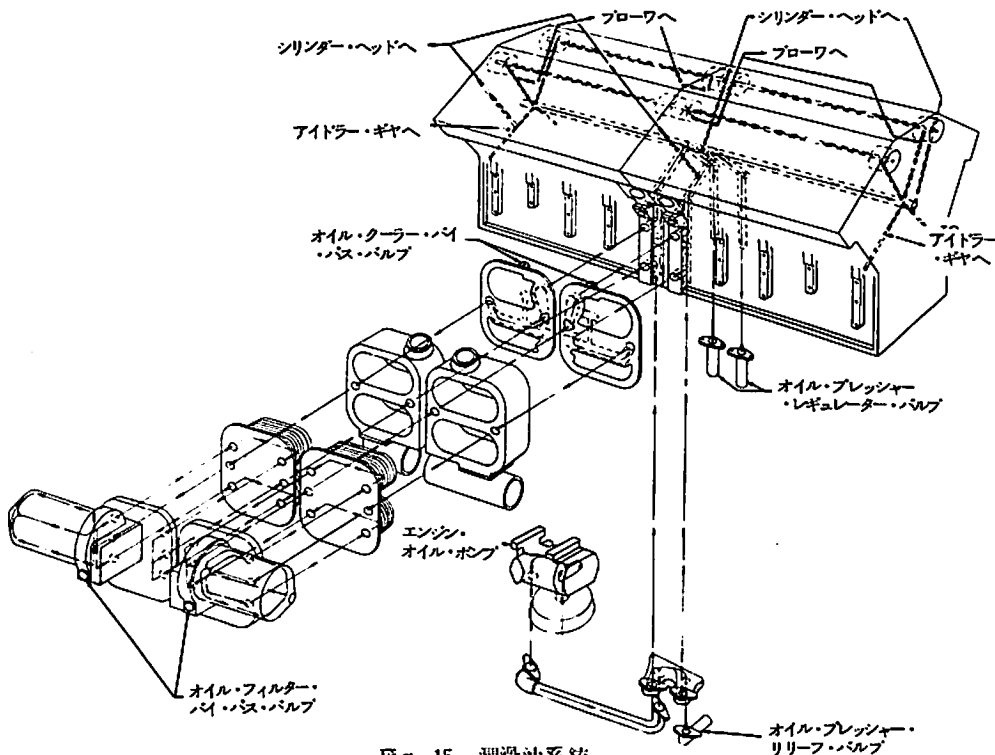 ブローワへ
シリンダー・ヘッドへ
シリンダー・ヘッドへ
ブローワへ
アイドラー・ギヤへ
オイル・クーラー・バイ
・パス・バルブ
アイドラー
・ギヤへ
オイル・プレッシャー
・レギュレーター・バルブ
エンジン・
オイル・ポンプ
オイル・フィルター・
バイ・パス・バルブ
オイル・プレッシャー・
リリーフ・バルブ
15 潤滑油系統